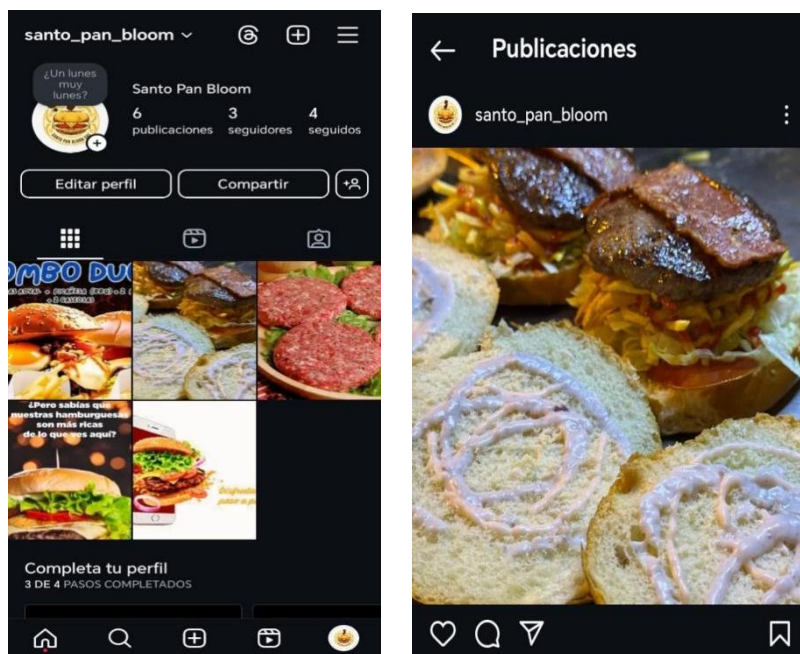 santo_pan_bloom
¿Un lunes
muy
lunes?
Santo Pan Bloom
6
publicaciones
3
seguidores
4
seguidos
Editar perfil
Compartir
OMBO DU
+ 2 GASEOSAS
¿Pero sabías que
nuestras hamburguesas
son más ricas
de lo que ves aquí?
Completa tu perfil
3 DE 4 PASOS COMPLETADOS
Publicaciones
santo_pan_bloom